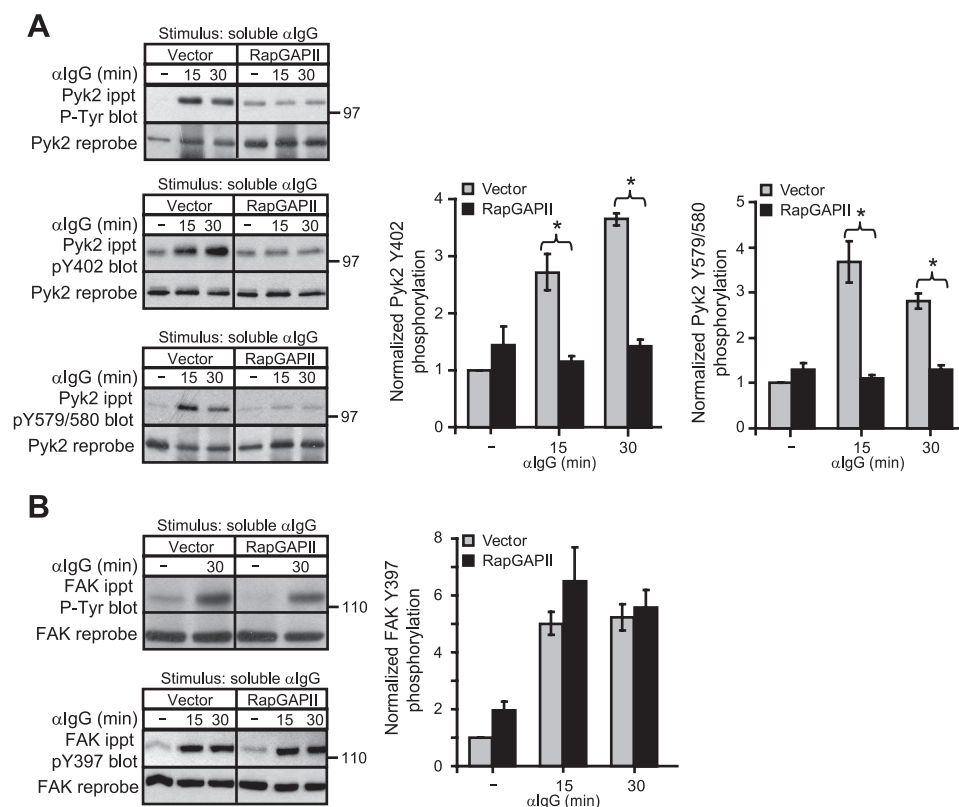 A
Stimulus: soluble αIgG
Vector RapGAPII
αIgG (min) – 15 30 – 15 30
Pyk2 ippt
P-Tyr blot
97
Pyk2 reprobe
Stimulus: soluble αIgG
Vector RapGAPII
αIgG (min) – 15 30 – 15 30
Pyk2 ippt
pY402 blot
97
Pyk2 reprobe
Stimulus: soluble αIgG
Vector RapGAPII
αIgG (min) – 15 30 – 15 30
Pyk2 ippt
pY579/580 blot
97
Pyk2 reprobe
Normalized Pyk2 Y402
phosphorylation
Vector
RapGAPII
4
3
2
1
0
*
*
– 15 30
αIgG (min)
Normalized Pyk2 Y579/580
phosphorylation
Vector
RapGAPII
5
4
3
2
1
0
*
*
– 15 30
αIgG (min)
B
Stimulus: soluble αIgG
Vector RapGAPII
αIgG (min) – 30 – 30
FAK ippt
P-Tyr blot
110
FAK reprobe
Stimulus: soluble αIgG
Vector RapGAPII
αIgG (min) – 15 30 – 15 30
FAK ippt
pY397 blot
110
FAK reprobe
Normalized FAK Y397
phosphorylation
Vector
RapGAPII
8
6
4
2
0
– 15 30
αIgG (min)